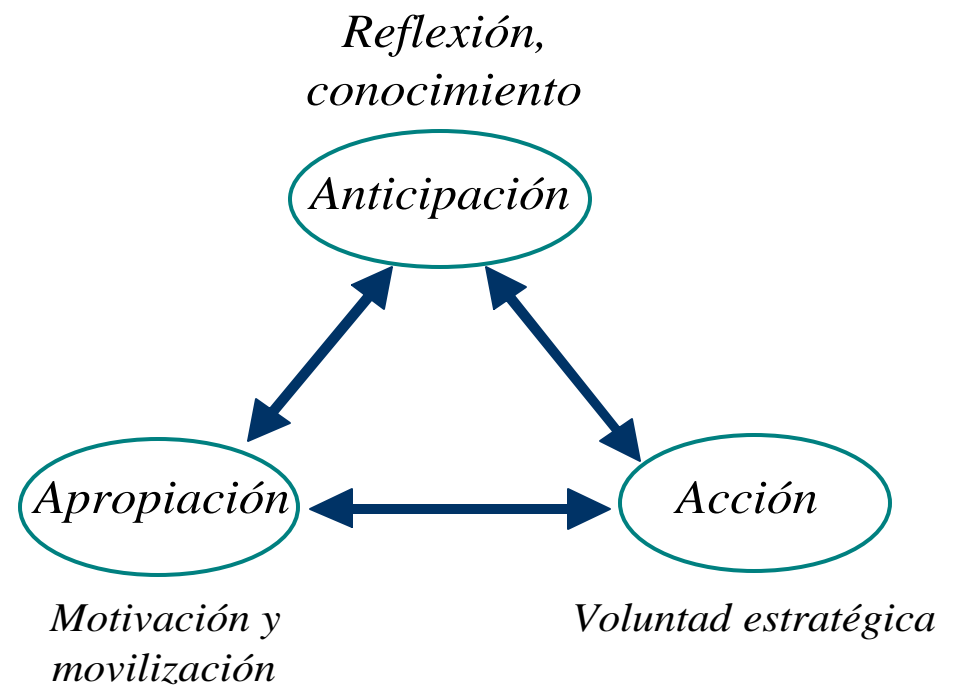 Reflexión,
conocimiento
Anticipación
Apropiación
Acción
Motivación y
movilización
Voluntad estratégica